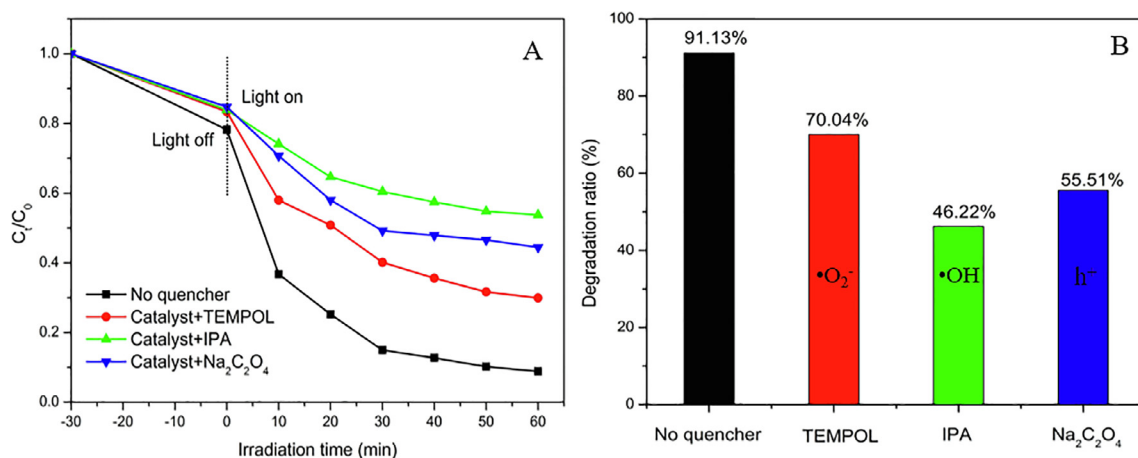 A
1.0
0.8
0.6
0.4
0.2
0.0
Cₜ/C₀
Light on
Light off
No quencher
Catalyst+TEMPOL
Catalyst+IPA
Catalyst+Na₂C₂O₄
-30 -20 -10 0 10 20 30 40 50 60
Irradiation time (min)
B
100
80
60
40
20
0
Degradation ratio (%)
91.13%
70.04%
46.22%
55.51%
•O₂⁻
•OH
No quencher TEMPOL IPA Na₂C₂O₄